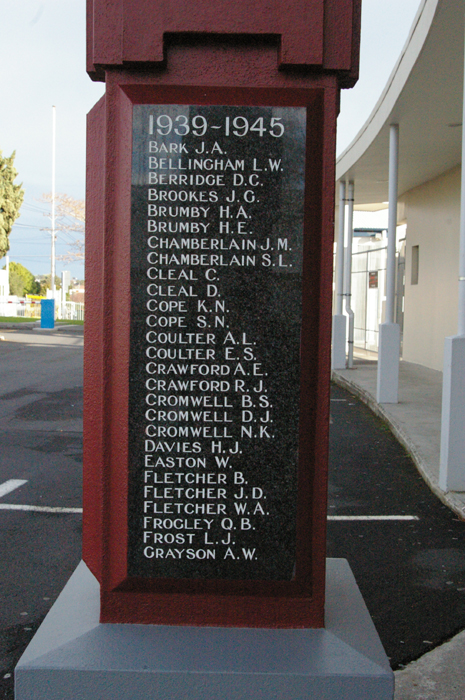 1939-1945
BARK J.A.
BELLINGHAM L.W.
BERRIDGE D.C.
BROOKES J.G.
BRUMBY H.A.
BRUMBY H.E.
CHAMBERLAIN J.M.
CHAMBERLAIN S.L.
CLEAL C.
CLEAL D.
COPE K.N.
COPE S.N.
COULTER A.L.
COULTER E.S.
CRAWFORD A.E.
CRAWFORD R.J.
CROMWELL B.S.
CROMWELL D.J.
CROMWELL N.K.
DAVIES H.J.
EASTON W.
FLETCHER B.
FLETCHER J.D.
FLETCHER W.A.
FROGLEY O.B.
FROST L.J.
GRAYSON A.W.